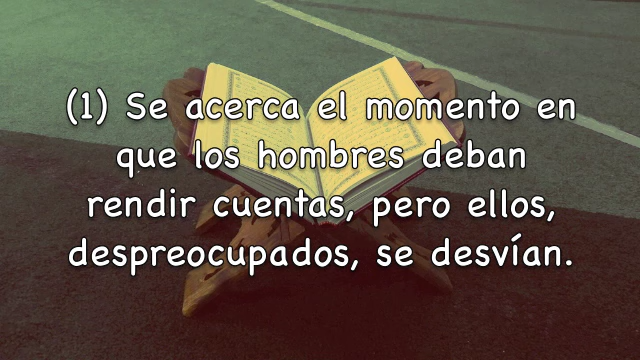 (1) Se acerca el momento en
que los hombres deban
rendir cuentas, pero ellos,
despreocupados, se desvían.